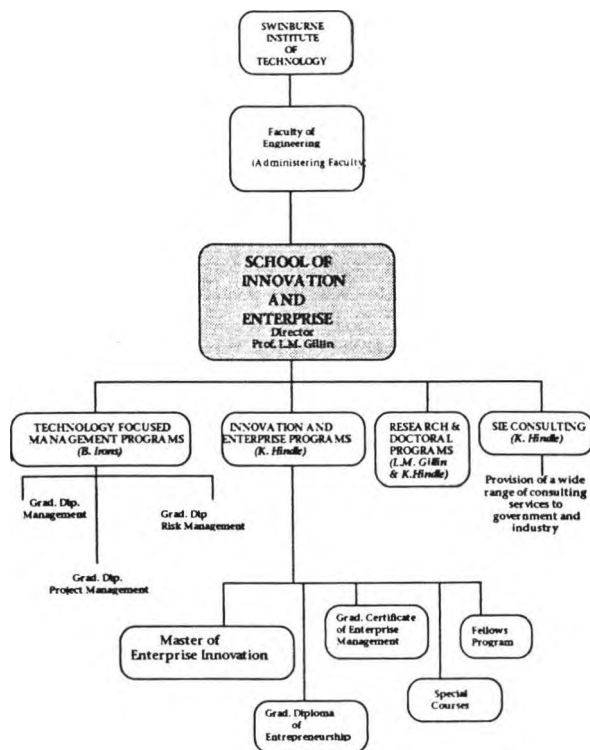 SWINBURNE
INSTITUTE
OF
TECHNOLOGY
Faculty of
Engineering
(Administering Faculty)
SCHOOL OF
INNOVATION
AND
ENTERPRISE
Director
Prof. L.M. Gillin
TECHNOLOGY FOCUSED
MANAGEMENT PROGRAMS
(B. Irons)
INNOVATION AND
ENTERPRISE PROGRAMS
(K. Hindle)
RESEARCH &
DOCTORAL
PROGRAMS
(L.M. Gillin
& K.Hindle)
SIE CONSULTING
(K. Hindle)
Grad. Dip.
Management
Grad. Dip
Risk Management
Grad. Dip.
Project Management
Provision of a wide
range of consulting
services to
government and
industry
Master of
Enterprise Innovation
Grad. Diploma
of
Entrepreneurship
Grad. Certificate
of Enterprise
Management
Special
Courses
Fellows
Program